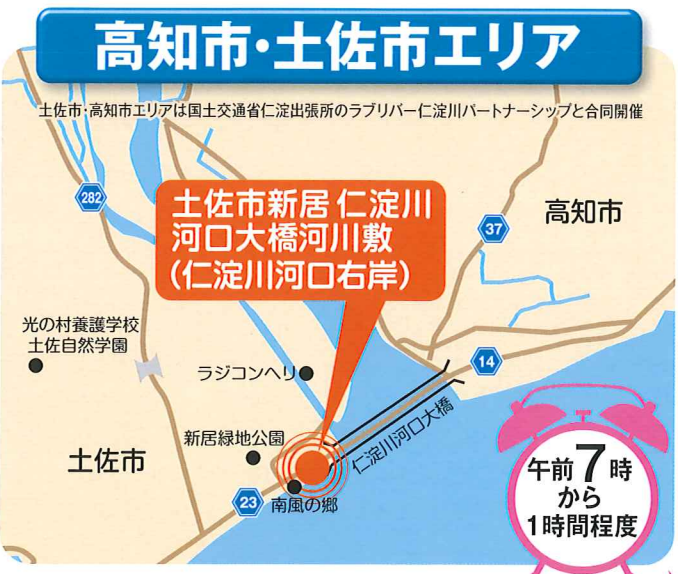 高知市・土佐市エリア
土佐市・高知市エリアは国土交通省仁淀出張所のラブリバー仁淀川パートナーシップと合同開催
282
土佐市新居 仁淀川
河口大橋河川敷
(仁淀川河口右岸)
高知市
37
光の村養護学校
土佐自然学園
ラジコンヘリ
14
新居緑地公園
仁淀川河口大橋
土佐市
23
南風の郷
午前7時
から
1時間程度